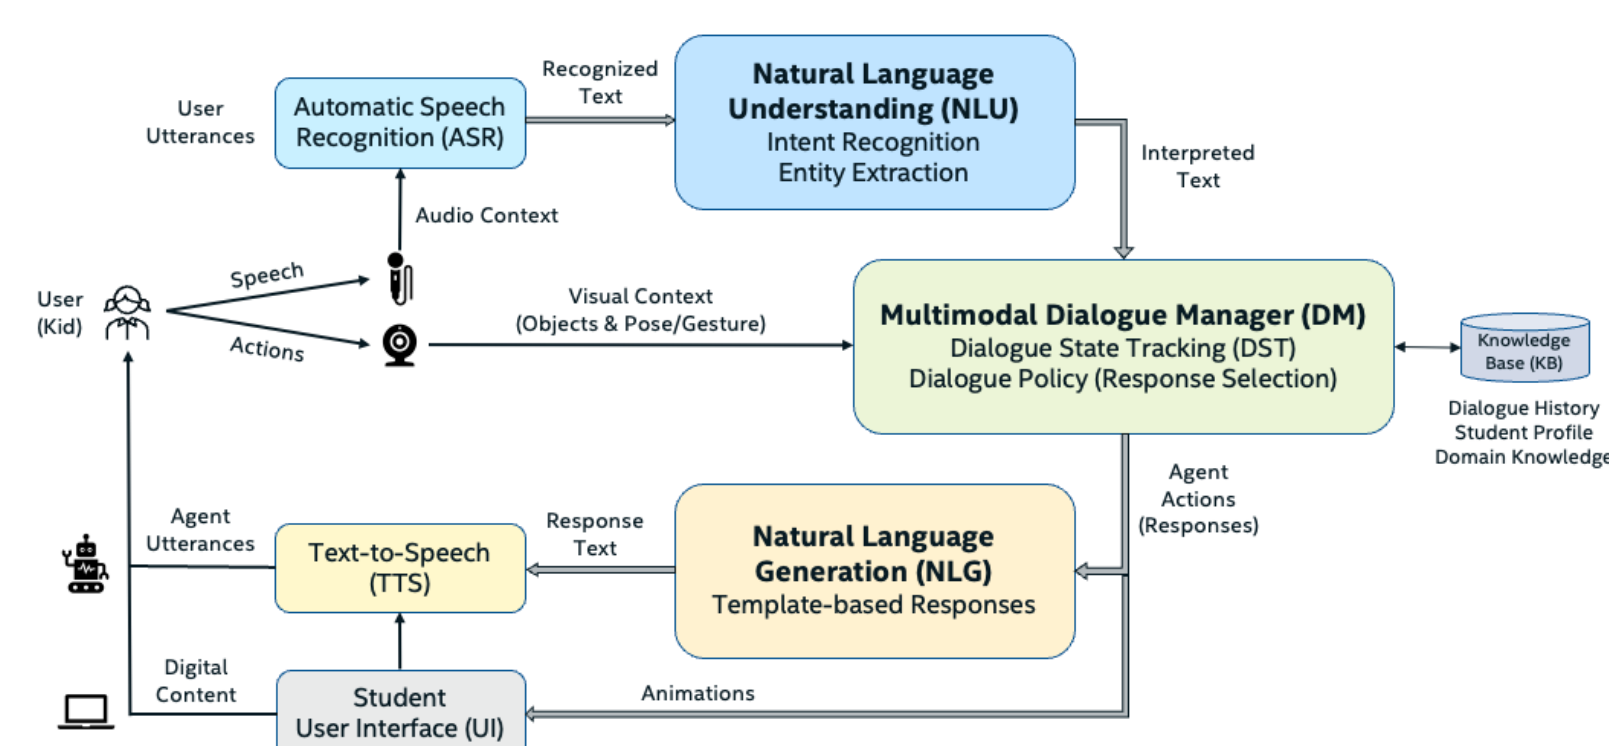 User
Utterances
Automatic Speech
Recognition (ASR)
Recognized
Text
Natural Language
Understanding (NLU)
Intent Recognition
Entity Extraction
Interpreted
Text
Audio Context
User
(Kid)
Speech
Actions
Visual Context
(Objects & Pose/Gesture)
Multimodal Dialogue Manager (DM)
Dialogue State Tracking (DST)
Dialogue Policy (Response Selection)
Knowledge
Base (KB)
Dialogue History
Student Profile
Domain Knowledge
Agent
Actions
(Responses)
Natural Language
Generation (NLG)
Template-based Responses
Response
Text
Text-to-Speech
(TTS)
Agent
Utterances
Digital
Content
Student
User Interface (UI)
Animations